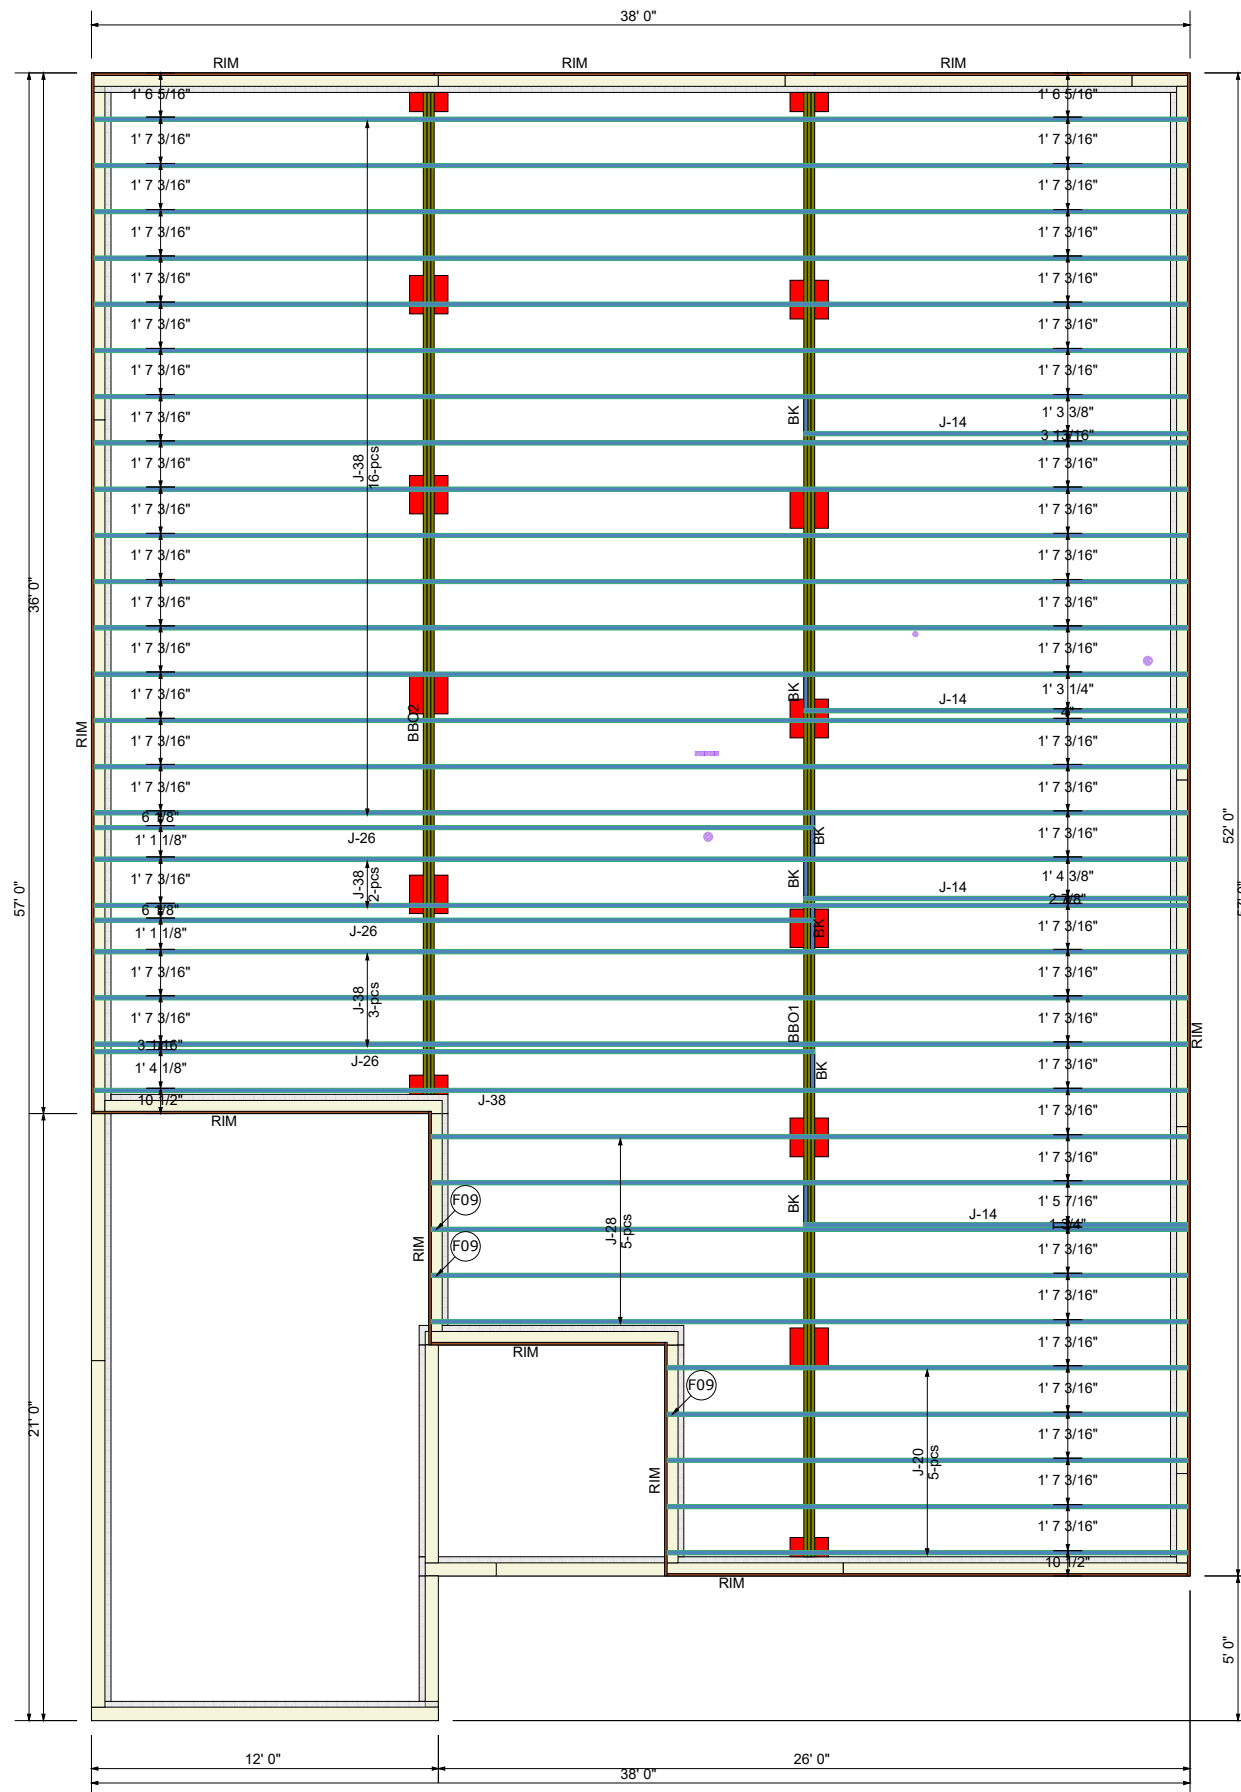 38' 0"
RIM
RIM
RIM
1' 6 5/16"
1' 6 5/16"
1' 7 3/16"
1' 7 3/16"
1' 7 3/16"
1' 7 3/16"
1' 7 3/16"
1' 7 3/16"
1' 7 3/16"
1' 7 3/16"
1' 7 3/16"
1' 7 3/16"
1' 7 3/16"
1' 7 3/16"
1' 7 3/16"
1' 3 3/8"
BK
J-14
3 13/16"
1' 7 3/16"
1' 7 3/16"
J-38
16-pcs
1' 7 3/16"
1' 7 3/16"
1' 7 3/16"
1' 7 3/16"
1' 7 3/16"
1' 7 3/16"
36' 0"
1' 7 3/16"
1' 7 3/16"
1' 7 3/16"
1' 3 1/4"
BK
J-14
4"
BBO2
RIM
1' 7 3/16"
1' 7 3/16"
1' 7 3/16"
1' 7 3/16"
6 1/8"
1' 7 3/16"
1' 1 1/8"
J-26
BK
52' 0"
1' 7 3/16"
J-38
2-pcs
BK
1' 4 3/8"
J-14
2 7/8"
57' 0"
6 1/8"
1' 1 1/8"
J-26
BK
1' 7 3/16"
1' 7 3/16"
J-38
3-pcs
1' 7 3/16"
1' 7 3/16"
BBO1
1' 7 3/16"
RIM
3 1/16"
1' 4 1/8"
J-26
BK
1' 7 3/16"
10 1/2"
J-38
1' 7 3/16"
RIM
1' 7 3/16"
F09
BK
1' 5 7/16"
J-14
1 3/4"
J-28
5-pcs
F09
RIM
1' 7 3/16"
1' 7 3/16"
RIM
1' 7 3/16"
F09
1' 7 3/16"
21' 0"
J-20
5-pcs
1' 7 3/16"
RIM
1' 7 3/16"
10 1/2"
RIM
5' 0"
12' 0"
26' 0"
38' 0"